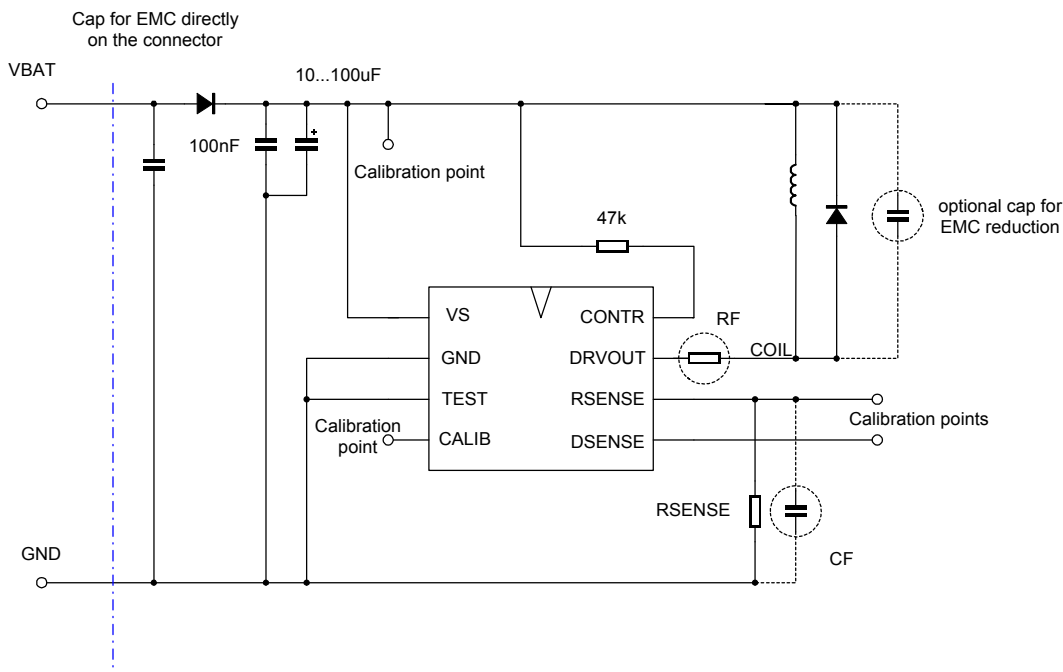 Cap for EMC directly
on the connector
VBAT
10...100uF
+
100nF
Calibration point
47k
optional cap for
EMC reduction
VS
CONTR
RF
GND
DRVOUT
COIL
TEST
RSENSE
Calibration
point
CALIB
DSENSE
Calibration points
RSENSE
GND
CF